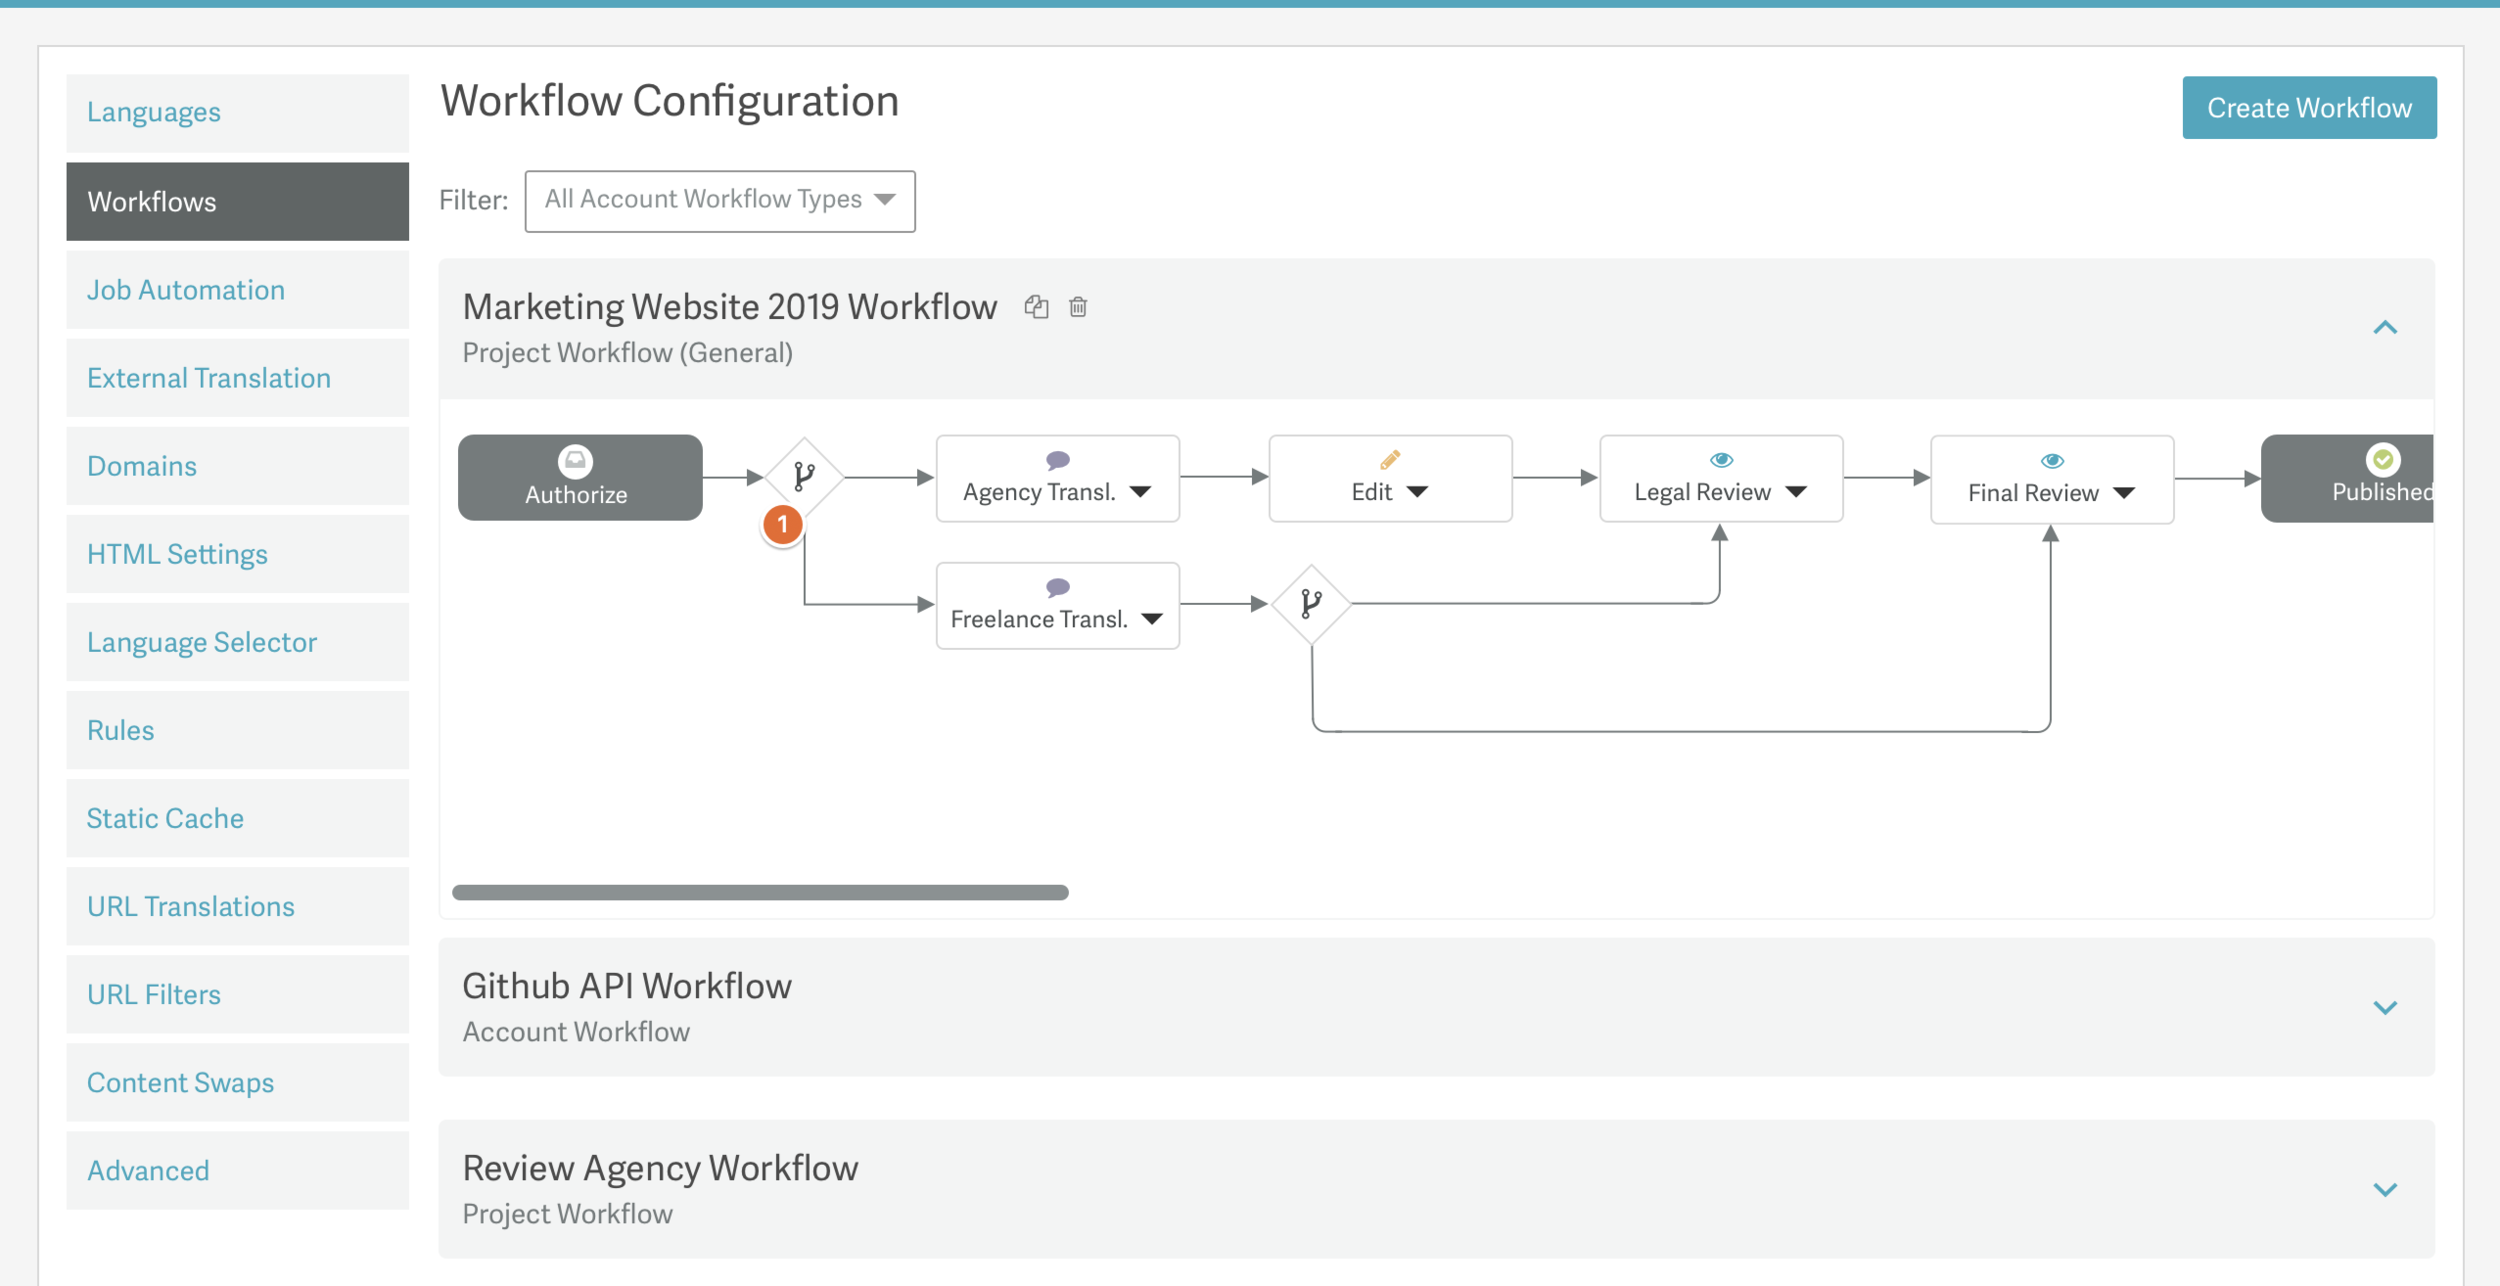 Languages
Workflows
Job Automation
External Translation
Domains
HTML Settings
Language Selector
Rules
Static Cache
URL Translations
URL Filters
Content Swaps
Advanced
Workflow Configuration
Create Workflow
Filter: All Account Workflow Types
Marketing Website 2019 Workflow
Project Workflow (General)
Authorize
1
Agency Transl.
Edit
Legal Review
Final Review
Published
Freelance Transl.
Github API Workflow
Account Workflow
Review Agency Workflow
Project Workflow